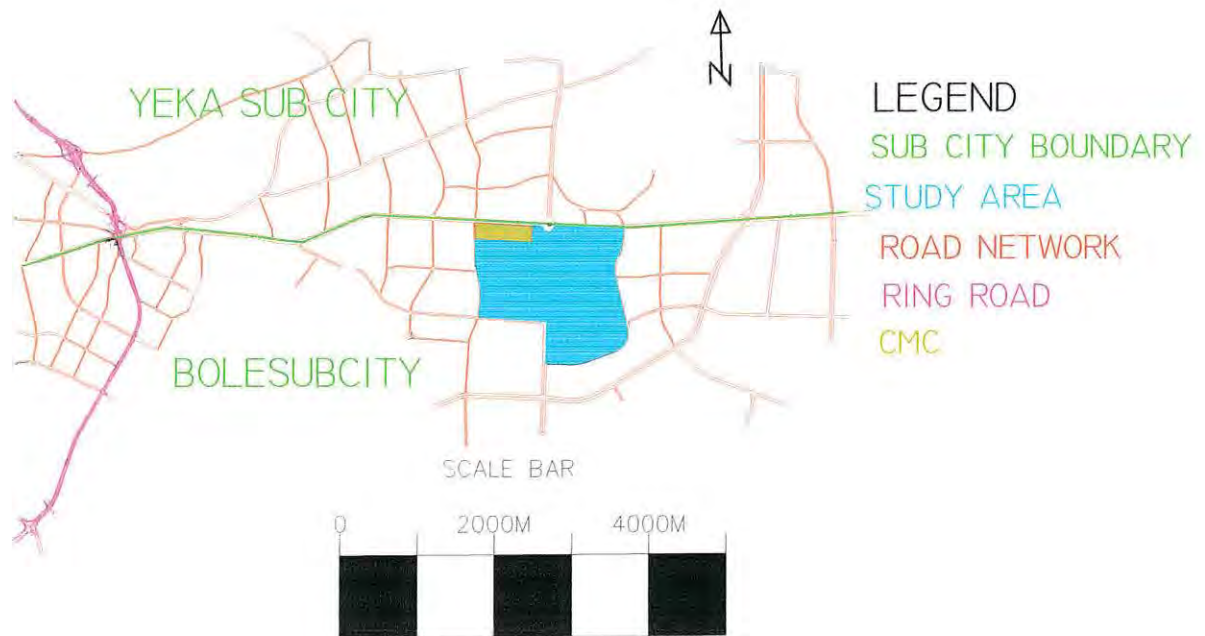 N
YEKA SUB CITY
LEGEND
SUB CITY BOUNDARY
STUDY AREA
ROAD NETWORK
RING ROAD
CMC
BOLESUBCITY
SCALE BAR
0 2000M 4000M